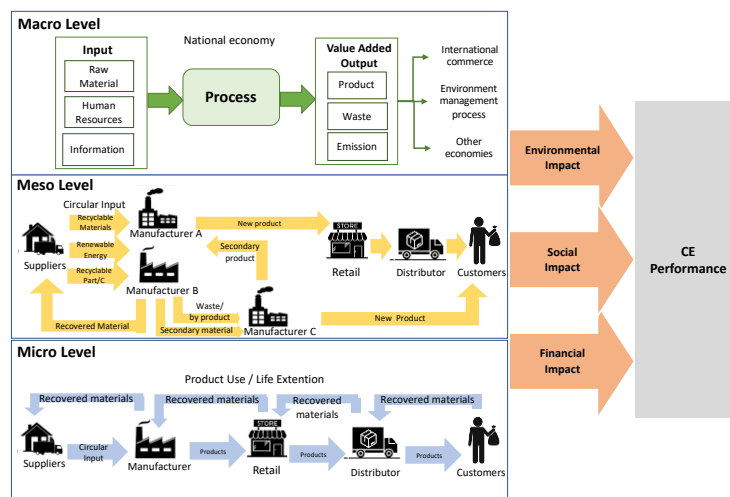 Macro Level
National economy
Input
Raw
Material
Human
Resources
Information
Process
Value Added
Output
Product
Waste
Emission
International
commerce
Environment
management
process
Other
economies
Meso Level
Circular Input
Recyclable
Materials
Renewable
Energy
Recyclable
Part/C
Suppliers
Manufacturer A
Manufacturer B
Recovered Material
New product
Secondary
product
Waste/
by product
Secondary material
Manufacturer C
STORE
Retail
Distributor
Customers
New Product
Micro Level
Product Use / Life Extention
Recovered materials
Recovered materials
Recovered
materials
Recovered materials
Suppliers
Circular
Input
Manufacturer
Products
STORE
Retail
Products
Distributor
Products
Customers
Environmental
Impact
Social
Impact
Financial
Impact
CE
Performance